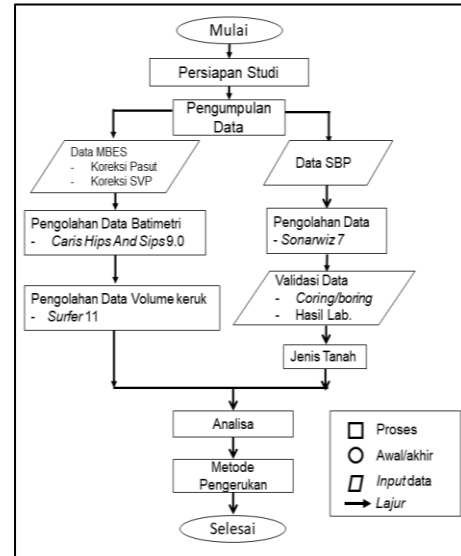 Mulai
Persiapan Studi
Pengumpulan
Data
Data MBES
- Koreksi Pasut
- Koreksi SVP
Data SBP
Pengolahan Data Batimetri
- Caris Hips And Sips 9.0
Pengolahan Data
- Sonarwiz 7
Pengolahan Data Volume keruk
- Surfer 11
Validasi Data
- Coring/boring
- Hasil Lab.
Jenis Tanah
Analisa
Metode
Pengerukan
Selesai
Proses
Awal/akhir
Input data
Lajur